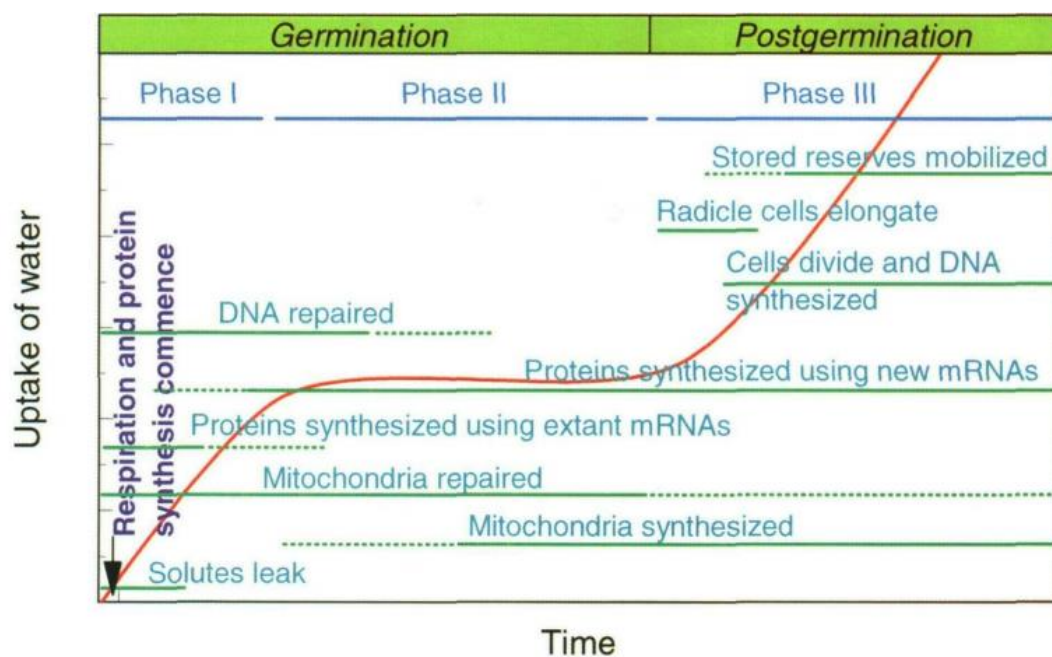 Germination
Postgermination
Phase I
Phase II
Phase III
Stored reserves mobilized
Radicle cells elongate
Cells divide and DNA
synthesized
DNA repaired
Proteins synthesized using new mRNAs
Proteins synthesized using extant mRNAs
Mitochondria repaired
Mitochondria synthesized
Solutes leak
Respiration and protein
synthesis commence
Uptake of water
Time